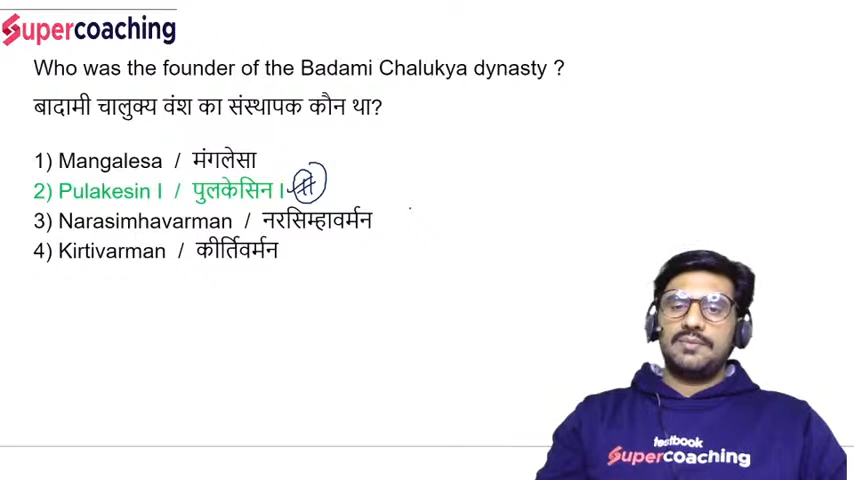 Supercoaching
Who was the founder of the Badami Chalukya dynasty ?
बादामी चालुक्य वंश का संस्थापक कौन था?
1) Mangalesa / मंगलेसा
2) Pulakesin I / पुलकेसिन I
3) Narasimhavarman / नरसिम्हावर्मन
4) Kirtivarman / कीर्तिवर्मन
testbook
Supercoaching